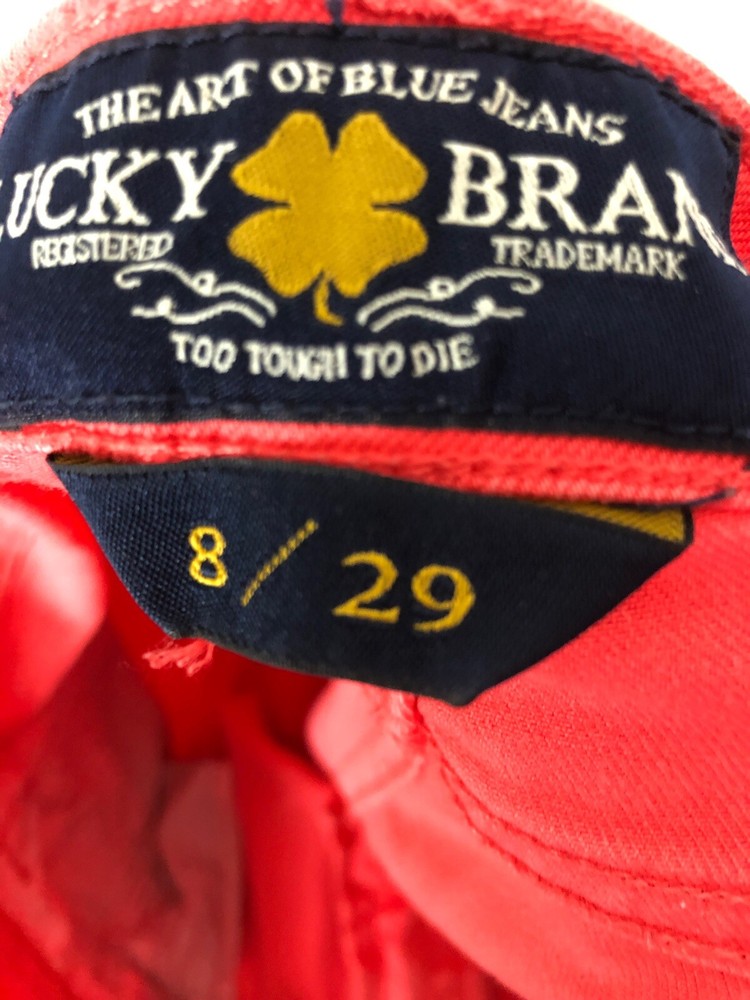 THE ART OF BLUE JEANS
LUCKY BRAN
REGISTERED TRADEMARK
TOO TOUGH TO DIE
8 / 29